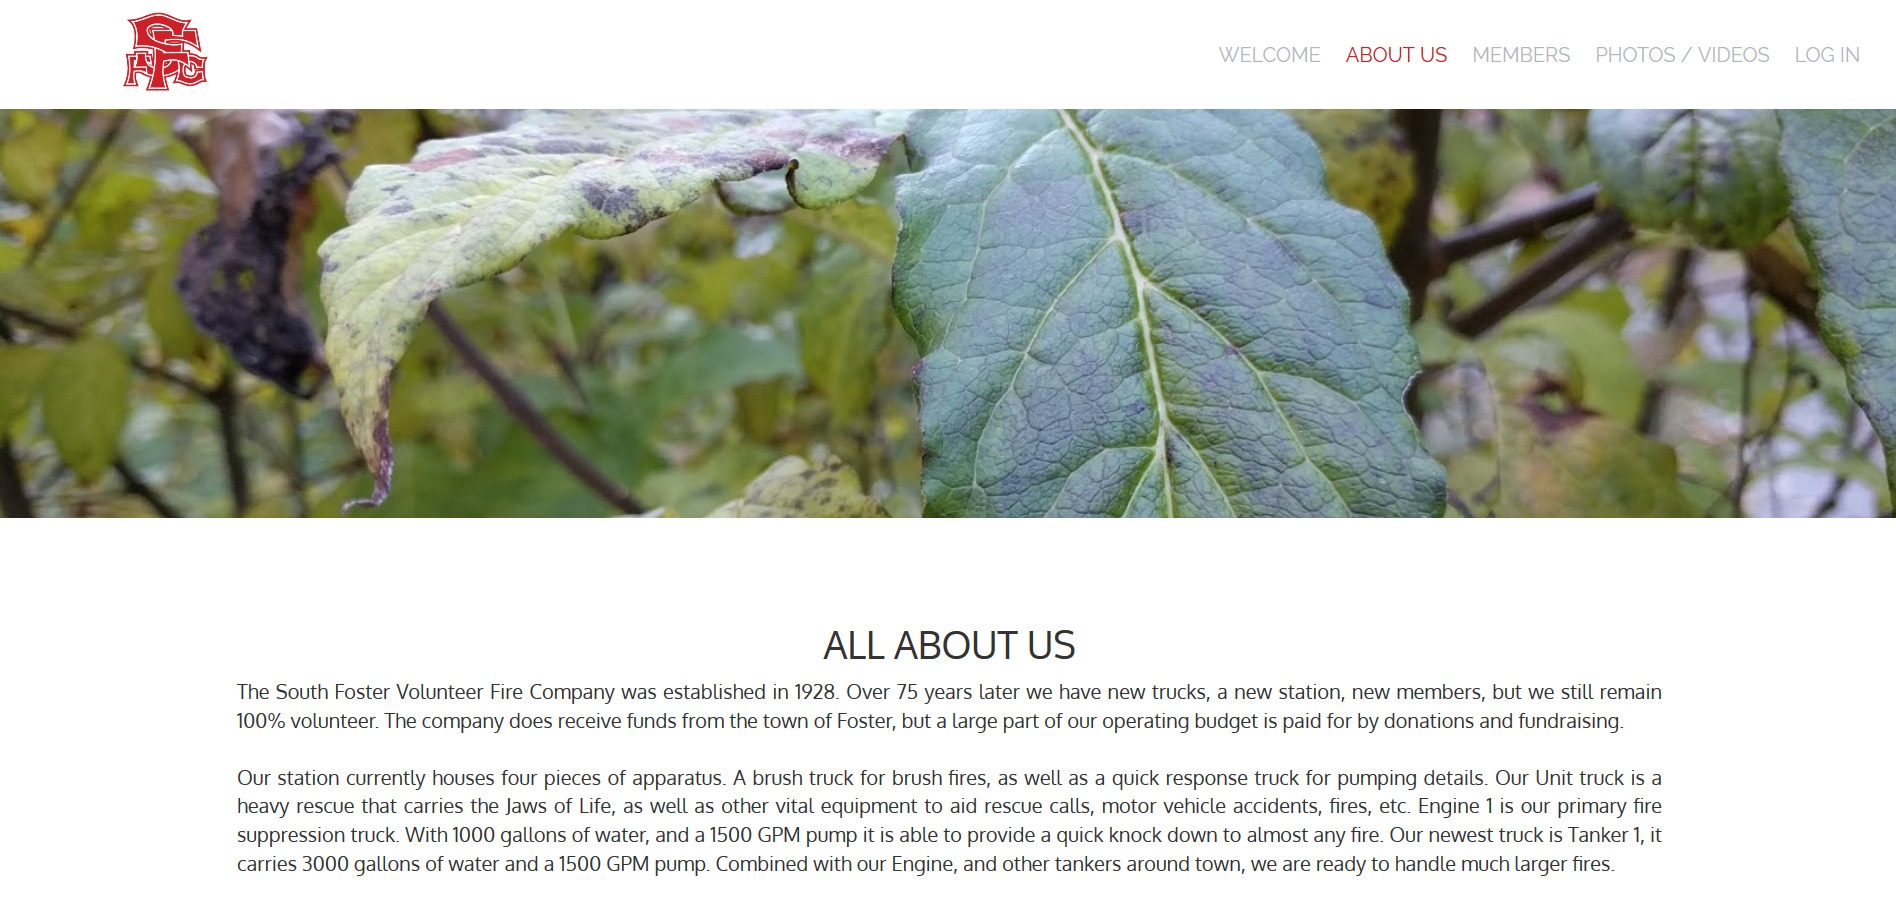 WELCOME ABOUT US MEMBERS PHOTOS / VIDEOS LOG IN
ALL ABOUT US
The South Foster Volunteer Fire Company was established in 1928. Over 75 years later we have new trucks, a new station, new members, but we still remain
100% volunteer. The company does receive funds from the town of Foster, but a large part of our operating budget is paid for by donations and fundraising.
Our station currently houses four pieces of apparatus. A brush truck for brush fires, as well as a quick response truck for pumping details. Our Unit truck is a
heavy rescue that carries the Jaws of Life, as well as other vital equipment to aid rescue calls, motor vehicle accidents, fires, etc. Engine 1 is our primary fire
suppression truck. With 1000 gallons of water, and a 1500 GPM pump it is able to provide a quick knock down to almost any fire. Our newest truck is Tanker 1, it
carries 3000 gallons of water and a 1500 GPM pump. Combined with our Engine, and other tankers around town, we are ready to handle much larger fires.